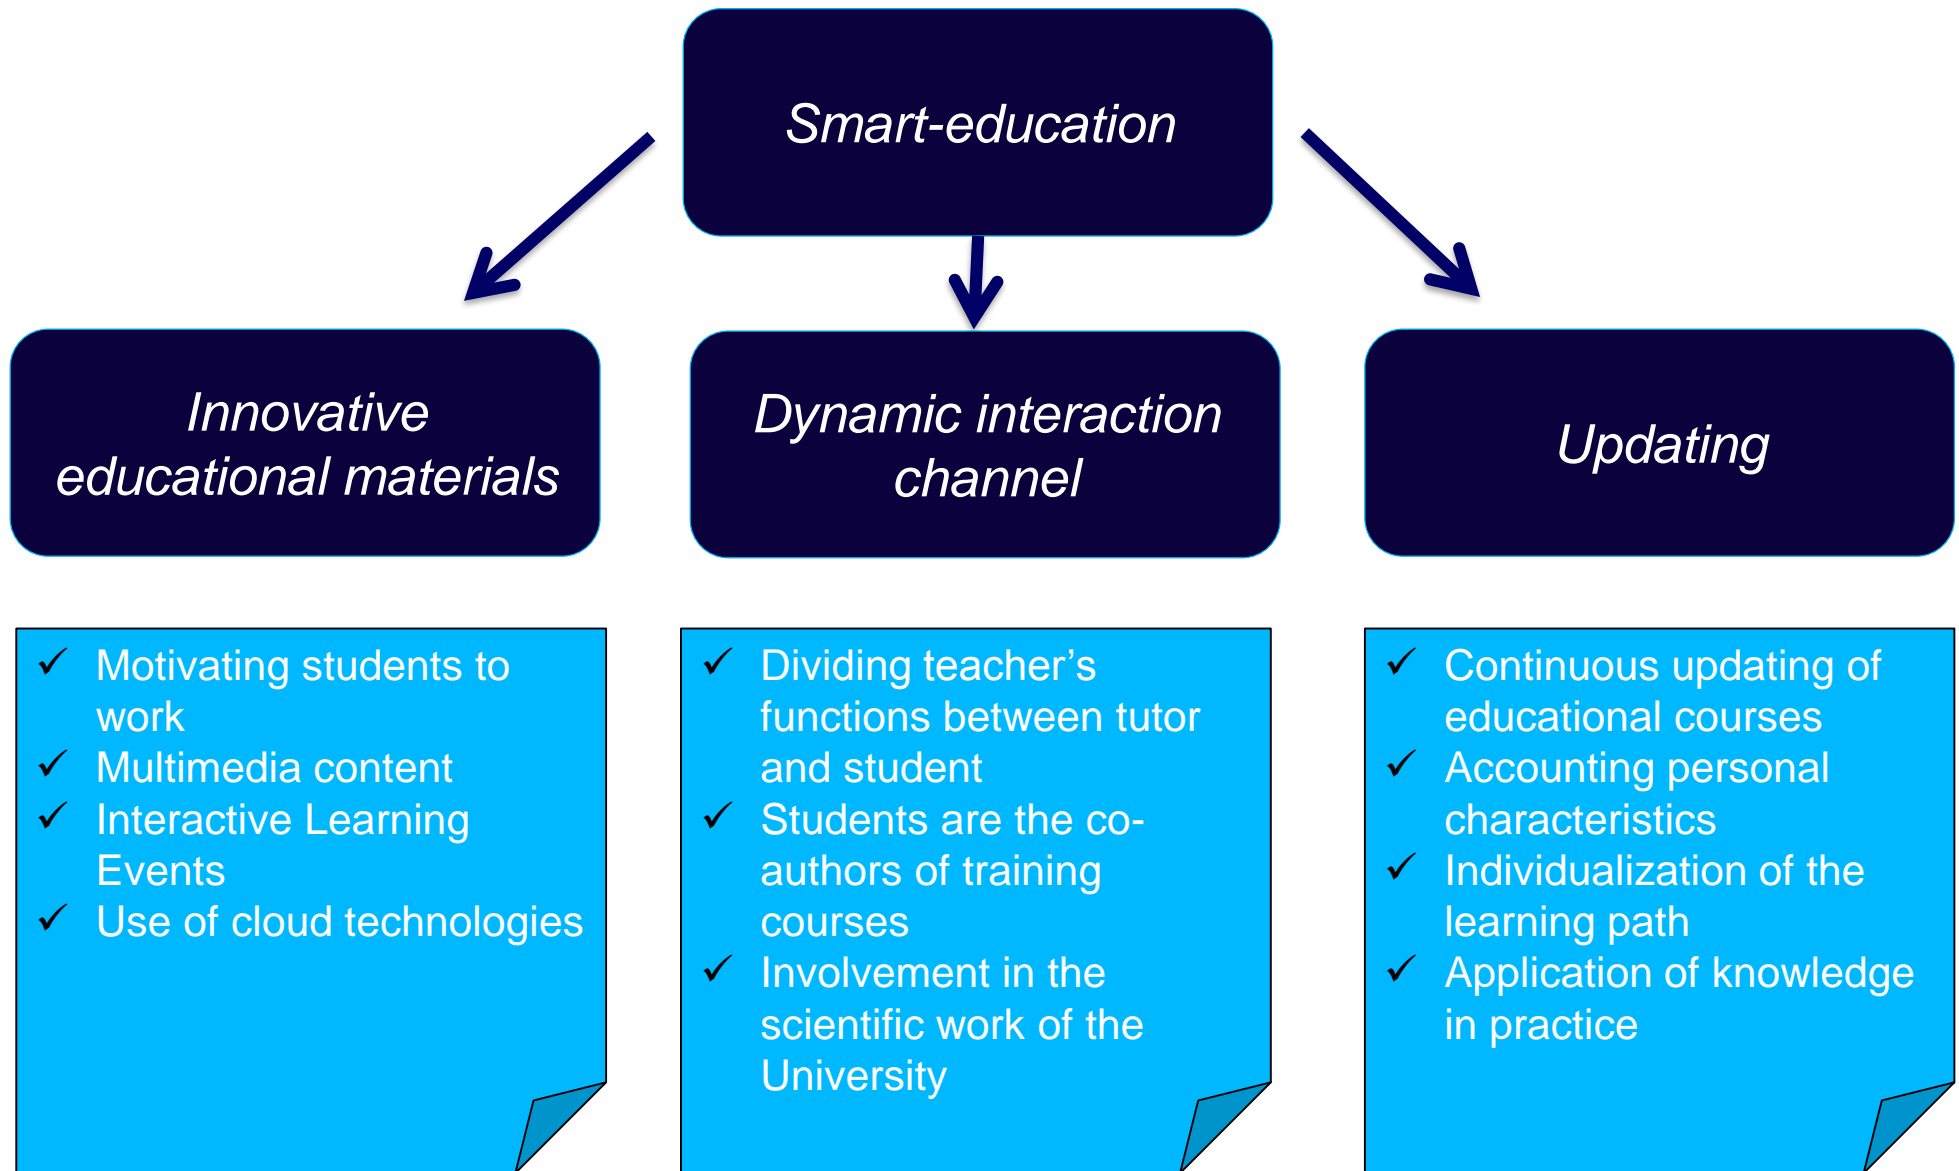 Smart-education
Innovative
educational materials
Dynamic interaction
channel
Updating
✓ Motivating students to
work
✓ Multimedia content
✓ Interactive Learning
Events
✓ Use of cloud technologies
✓ Dividing teacher’s
functions between tutor
and student
✓ Students are the co-
authors of training
courses
✓ Involvement in the
scientific work of the
University
✓ Continuous updating of
educational courses
✓ Accounting personal
characteristics
✓ Individualization of the
learning path
✓ Application of knowledge
in practice